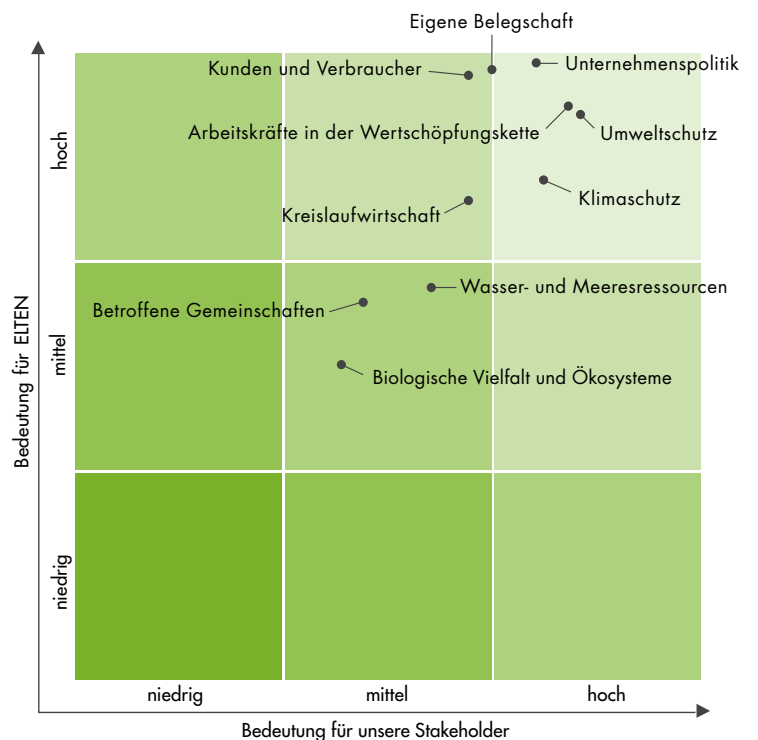 Eigene Belegschaft
Kunden und Verbraucher
Unternehmenspolitik
Arbeitskräfte in der Wertschöpfungskette
Umweltschutz
Klimaschutz
Kreislaufwirtschaft
Wasser- und Meeresressourcen
Betroffene Gemeinschaften
Biologische Vielfalt und Ökosysteme
Bedeutung für ELTEN
hoch
mittel
niedrig
niedrig
mittel
hoch
Bedeutung für unsere Stakeholder